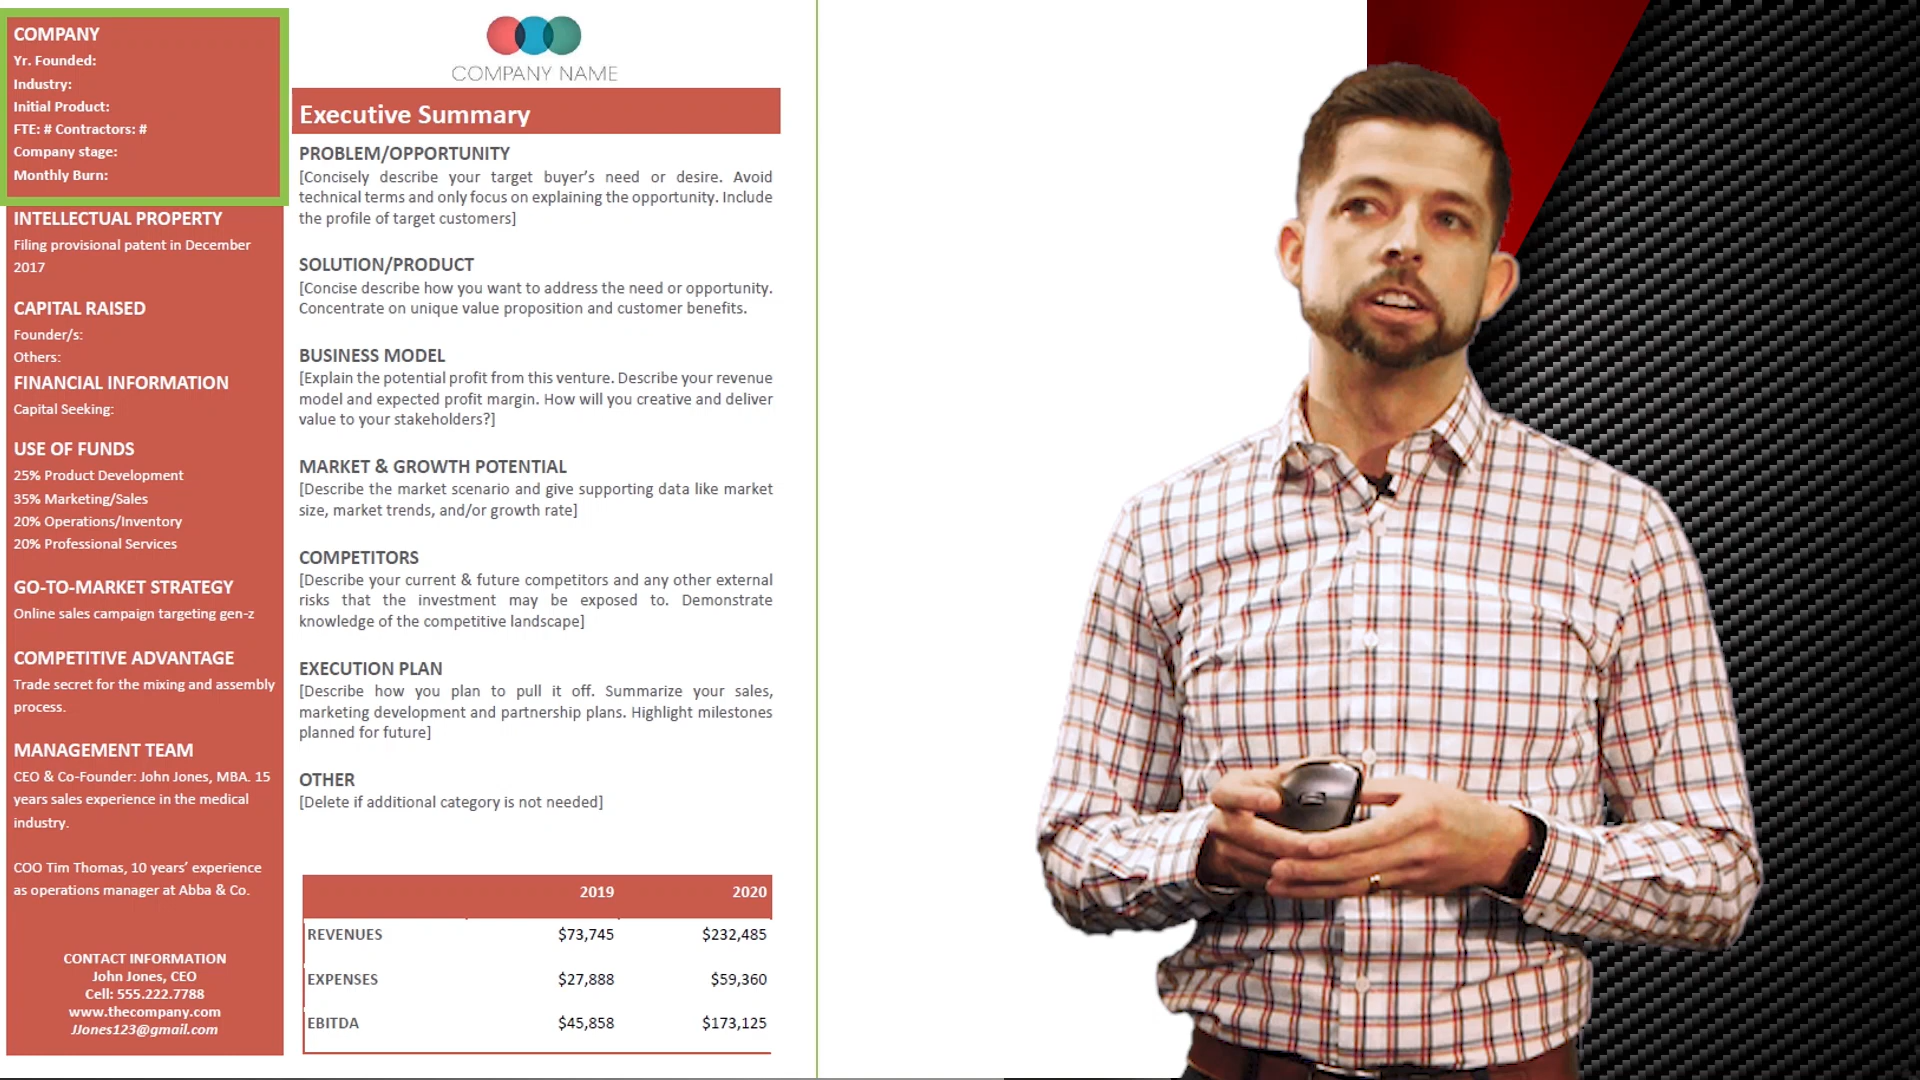 COMPANY
Yr. Founded:
Industry:
Initial Product:
FTE: # Contractors: #
Company stage:
Monthly Burn:
INTELLECTUAL PROPERTY
Filing provisional patent in December
2017
CAPITAL RAISED
Founder/s:
Others:
FINANCIAL INFORMATION
Capital Seeking:
USE OF FUNDS
25% Product Development
35% Marketing/Sales
20% Operations/Inventory
20% Professional Services
GO-TO-MARKET STRATEGY
Online sales campaign targeting gen-z
COMPETITIVE ADVANTAGE
Trade secret for the mixing and assembly
process.
MANAGEMENT TEAM
CEO & Co-Founder: John Jones, MBA. 15
years sales experience in the medical
industry.
COO Tim Thomas, 10 years’ experience
as operations manager at Abba & Co.
CONTACT INFORMATION
John Jones, CEO
Cell: 555.222.7788
www.thecompany.com
JJones123@gmail.com
COMPANY NAME
Executive Summary
PROBLEM/OPPORTUNITY
[Concisely describe your target buyer’s need or desire. Avoid
technical terms and only focus on explaining the opportunity. Include
the profile of target customers]
SOLUTION/PRODUCT
[Concise describe how you want to address the need or opportunity.
Concentrate on unique value proposition and customer benefits.
BUSINESS MODEL
[Explain the potential profit from this venture. Describe your revenue
model and expected profit margin. How will you creative and deliver
value to your stakeholders?]
MARKET & GROWTH POTENTIAL
[Describe the market scenario and give supporting data like market
size, market trends, and/or growth rate]
COMPETITORS
[Describe your current & future competitors and any other external
risks that the investment may be exposed to. Demonstrate
knowledge of the competitive landscape]
EXECUTION PLAN
[Describe how you plan to pull it off. Summarize your sales,
marketing development and partnership plans. Highlight milestones
planned for future]
OTHER
[Delete if additional category is not needed]
2019 2020
REVENUES $73,745 $232,485
EXPENSES $27,888 $59,360
EBITDA $45,858 $173,125